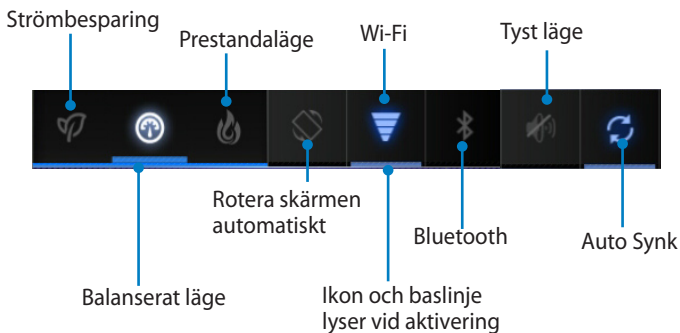 Strömbesparing
Prestandaläge
Wi-Fi
Tyst läge
Rotera skärmen
automatiskt
Bluetooth
Auto Synk
Balanserat läge
Ikon och baslinje
lyser vid aktivering